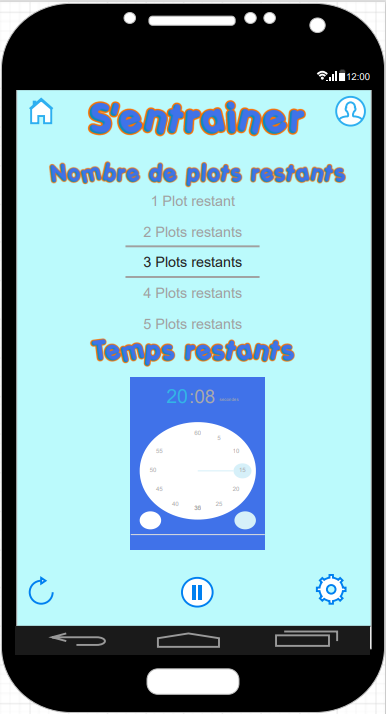 12:00
S'entrainer
Nombre de plots restants
1 Plot restant
2 Plots restants
3 Plots restants
4 Plots restants
5 Plots restants
Temps restants
20:08
60
55 5
50 10
45 15
40 20
30 25